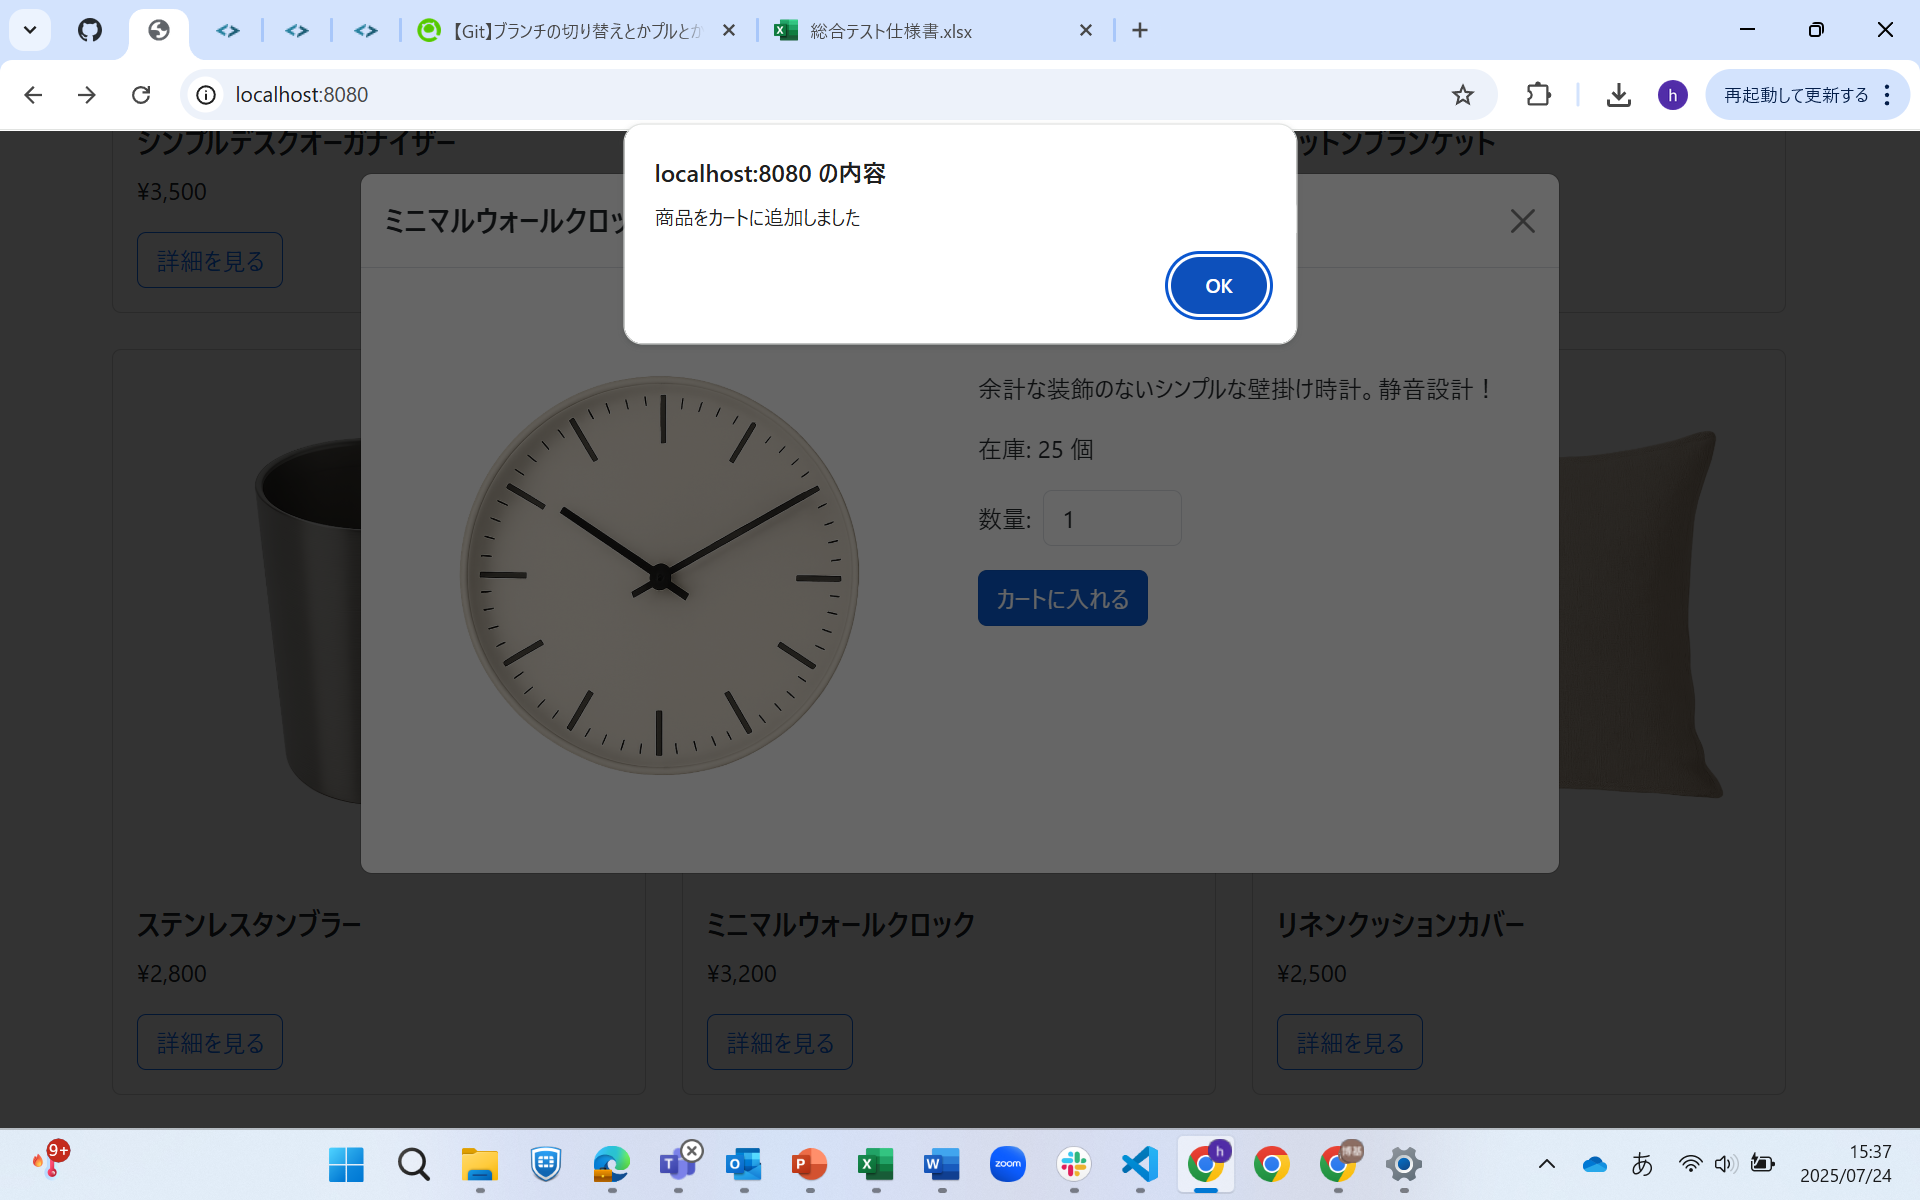 【Git】ブランチの切り替えとかプルとか
総合テスト仕様書.xlsx
localhost:8080
h
再起動して更新する
シンプルデスクオーガナイザー
ットンブランケット
¥3,500
詳細を見る
localhost:8080 の内容
商品をカートに追加しました
OK
ミニマルウォールクロッ
余計な装飾のないシンプルな壁掛け時計。静音設計！
在庫: 25 個
数量: 1
カートに入れる
ステンレスタンブラー
¥2,800
詳細を見る
ミニマルウォールクロック
¥3,200
詳細を見る
リネンクッションカバー
¥2,500
詳細を見る
9+
zoom
h
あ
15:37
2025/07/24